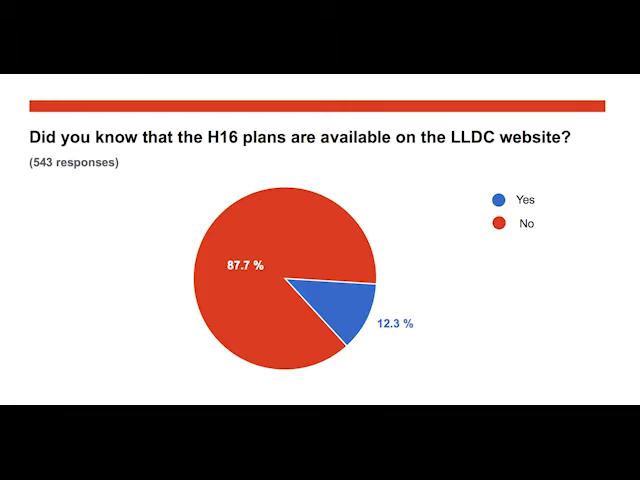 Did you know that the H16 plans are available on the LLDC website?
(543 responses)
Yes
No
87.7 %
12.3 %